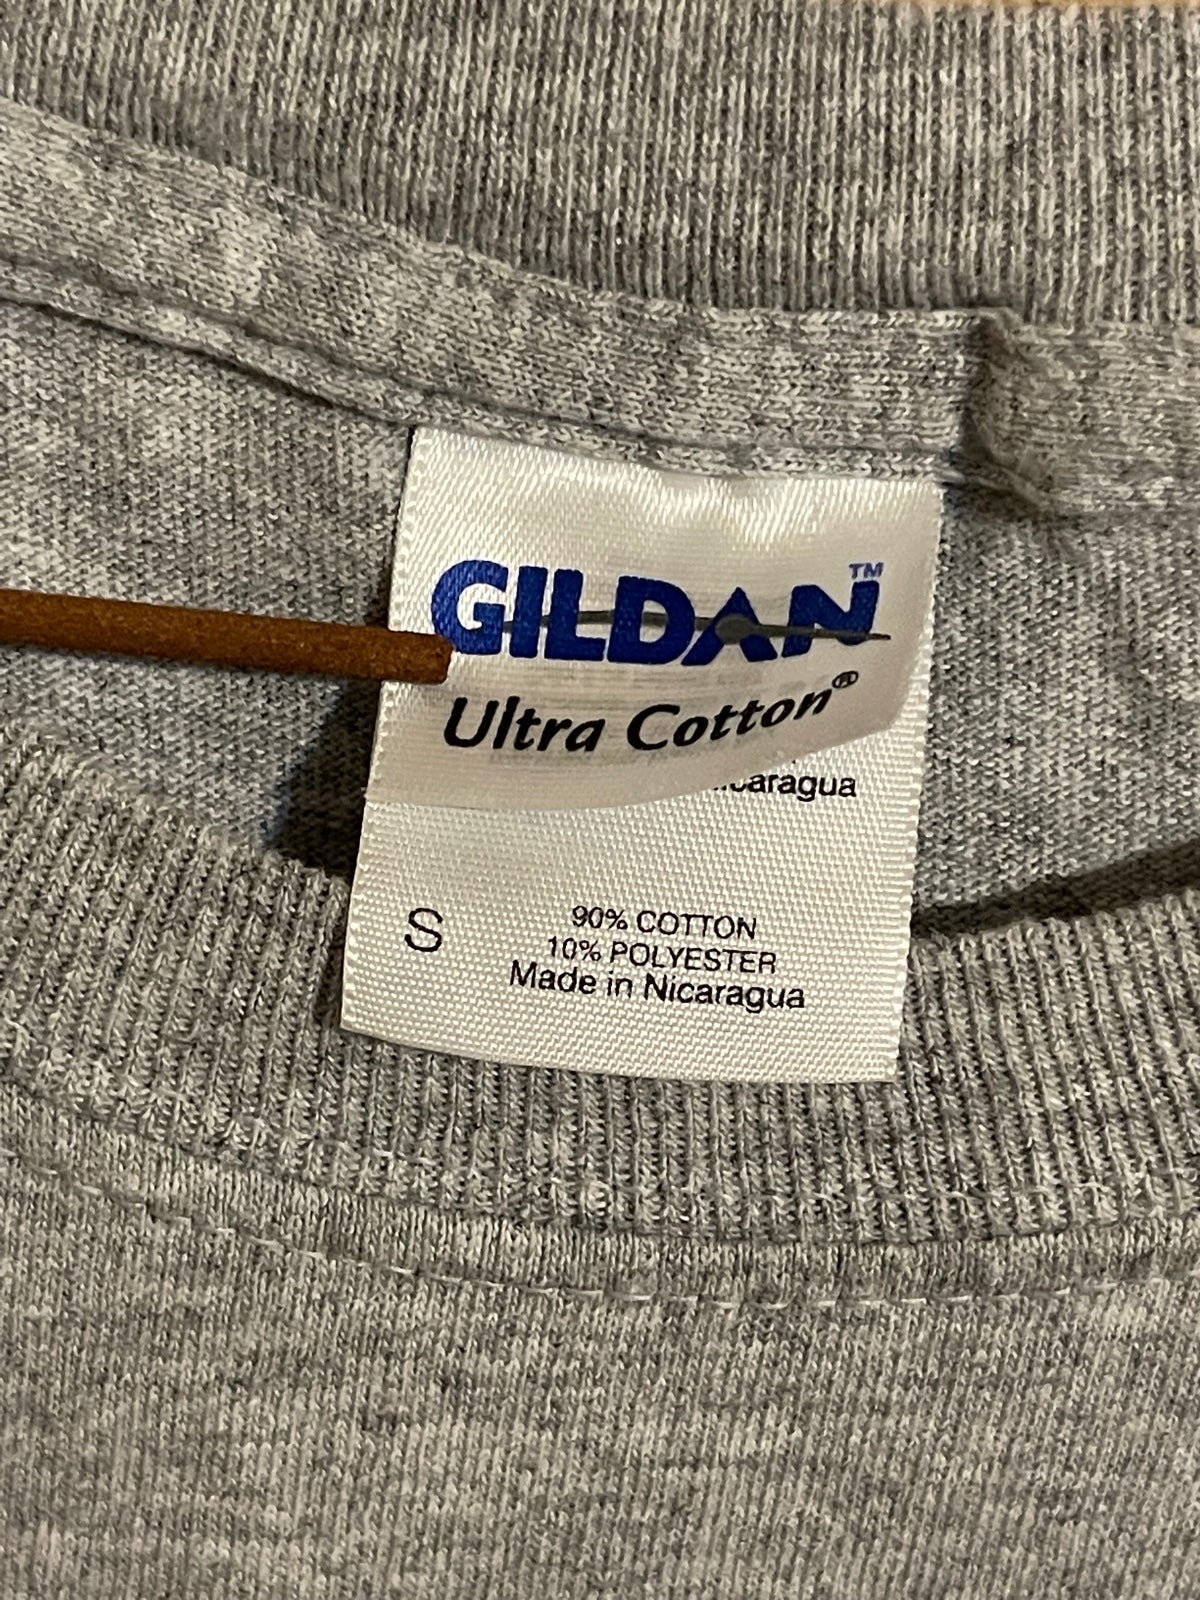 GILDAN™
Ultra Cotton®
S
90% COTTON
10% POLYESTER
Made in Nicaragua